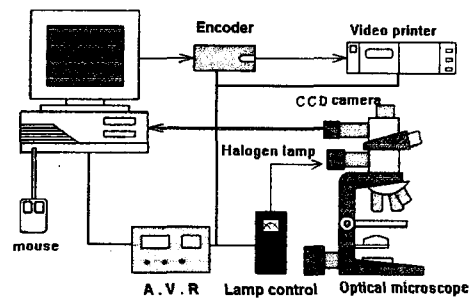 Encoder
Video printer
CCD camera
Halogen lamp
mouse
A.V.R
Lamp control
Optical microscope